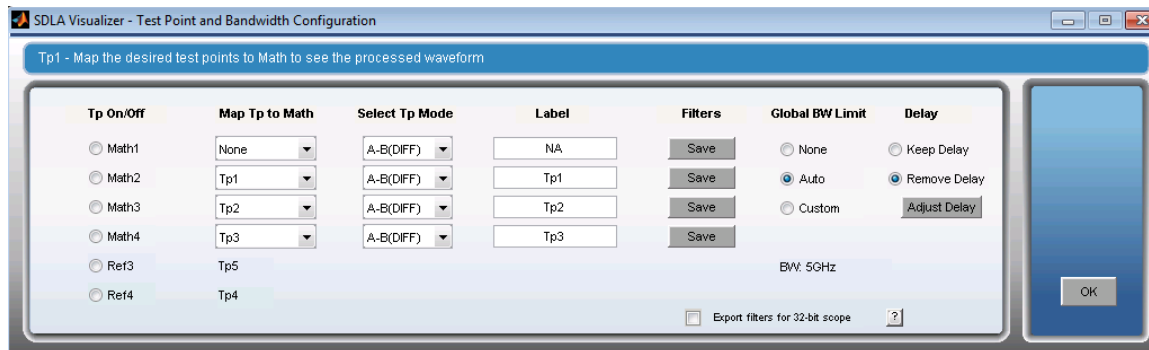 SDLA Visualizer - Test Point and Bandwidth Configuration
Tp1 - Map the desired test points to Math to see the processed waveform
Tp On/Off Map Tp to Math Select Tp Mode Label Filters Global BW Limit Delay
Math1 None A-B(DIFF) NA Save None Keep Delay
Math2 Tp1 A-B(DIFF) Tp1 Save Auto Remove Delay
Math3 Tp2 A-B(DIFF) Tp2 Save Custom Adjust Delay
Math4 Tp3 A-B(DIFF) Tp3 Save
Ref3 Tp5 BW: 5GHz
Ref4 Tp4 OK
Export filters for 32-bit scope ?